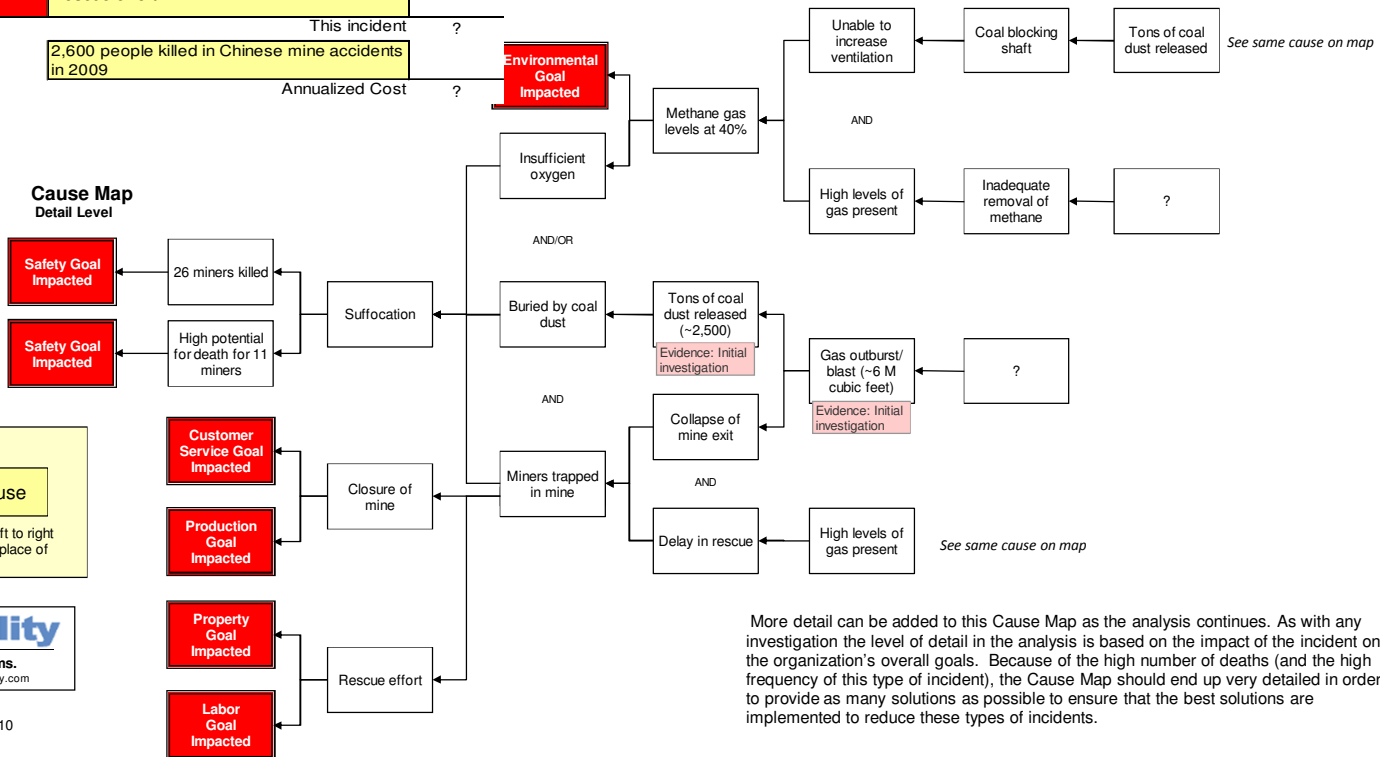 This incident ?
2,600 people killed in Chinese mine accidents
in 2009
Annualized Cost ?
Environmental
Goal
Impacted
Methane gas
levels at 40%
Unable to
increase
ventilation
Coal blocking
shaft
Tons of coal
dust released
See same cause on map
AND
Insufficient
oxygen
High levels of
gas present
Inadequate
removal of
methane
?
Cause Map
Detail Level
AND/OR
Safety Goal
Impacted
26 miners killed
Suffocation
Buried by coal
dust
Tons of coal
dust released
(~2,500)
Evidence: Initial
investigation
Safety Goal
Impacted
High potential
for death for 11
miners
Gas outburst/
blast (~6 M
cubic feet)
Evidence: Initial
investigation
?
AND
Collapse of
mine exit
Customer
Service Goal
Impacted
Closure of
mine
Miners trapped
in mine
AND
Production
Goal
Impacted
Delay in rescue
High levels of
gas present
See same cause on map
use
ft to right
place of
Property
Goal
Impacted
Rescue effort
Labor
Goal
Impacted
lity
ms.
y.com
10
More detail can be added to this Cause Map as the analysis continues. As with any
investigation the level of detail in the analysis is based on the impact of the incident on
the organization's overall goals. Because of the high number of deaths (and the high
frequency of this type of incident), the Cause Map should end up very detailed in order
to provide as many solutions as possible to ensure that the best solutions are
implemented to reduce these types of incidents.